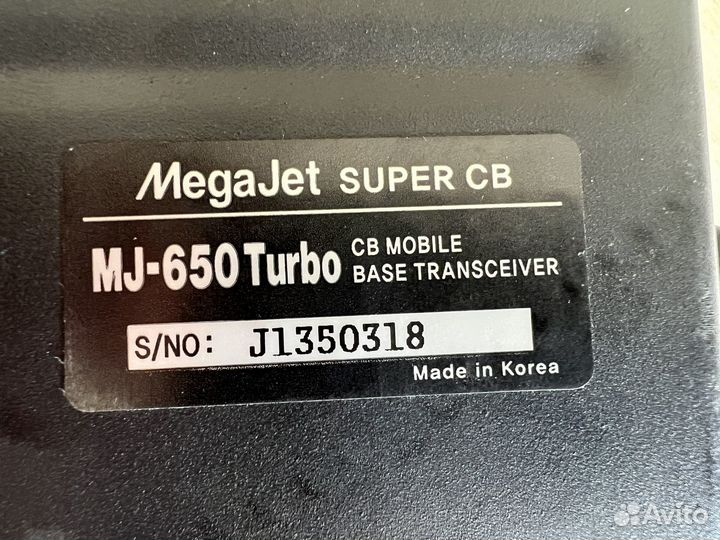 MegaJet SUPER CB
MJ-650 Turbo CB MOBILE
BASE TRANSCEIVER
S/NO: J1350318
Made in Korea
Avito